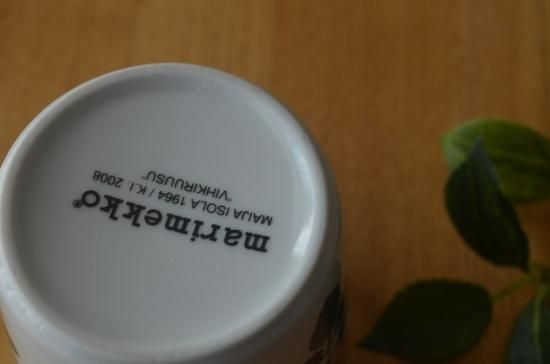 marimekko®
MAIJA ISOLA 1964 / K.I. 2008
"VIHKIRUUSU"